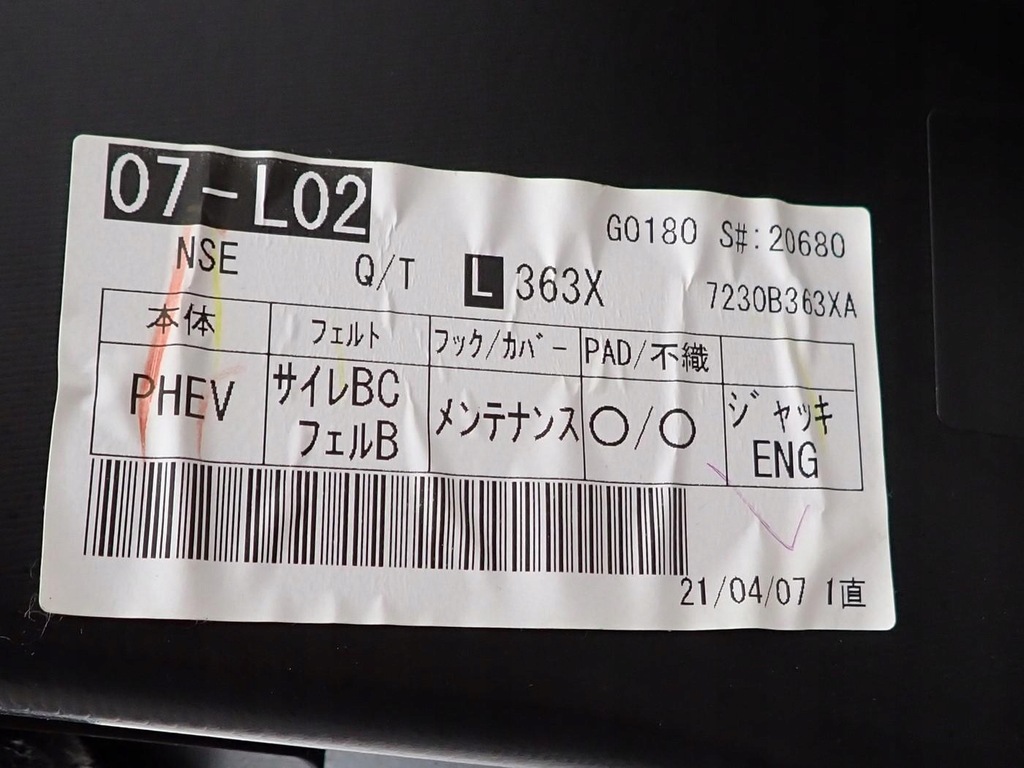 07-L02
G0180 S#:20680
NSE Q/T L 363X 7230B363XA
本体 フェルト フック/カバー PAD/不織
PHEV サイレBC メンテナンス ○/○ ジャッキ
フェルB ENG
21/04/07 1直